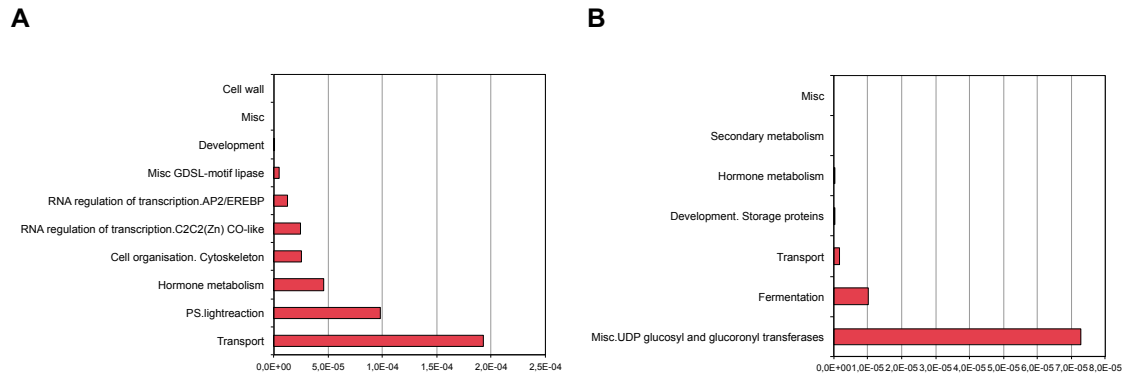 A
B
Cell wall
Misc
Development
Misc GDSL-motif lipase
RNA regulation of transcription.AP2/EREBP
RNA regulation of transcription.C2C2(Zn) CO-like
Cell organisation. Cytoskeleton
Hormone metabolism
PS.lightreaction
Transport
0,0E+00 5,0E-05 1,0E-04 1,5E-04 2,0E-04 2,5E-04
Misc
Secondary metabolism
Hormone metabolism
Development. Storage proteins
Transport
Fermentation
Misc.UDP glucosyl and glucoronyl transferases
0,0E+00 1,0E-05 2,0E-05 3,0E-05 4,0E-05 5,0E-05 6,0E-05 7,0E-05 8,0E-05